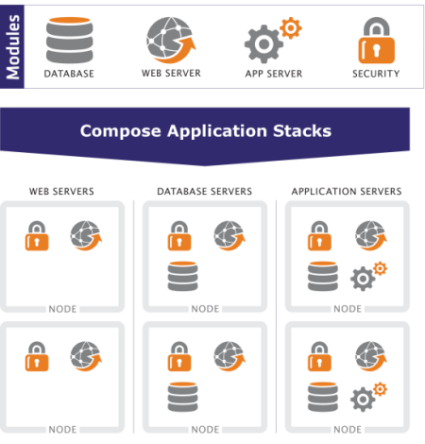 Modules
DATABASE
WEB SERVER
APP SERVER
SECURITY
Compose Application Stacks
WEB SERVERS
DATABASE SERVERS
APPLICATION SERVERS
NODE
NODE
NODE
NODE
NODE
NODE